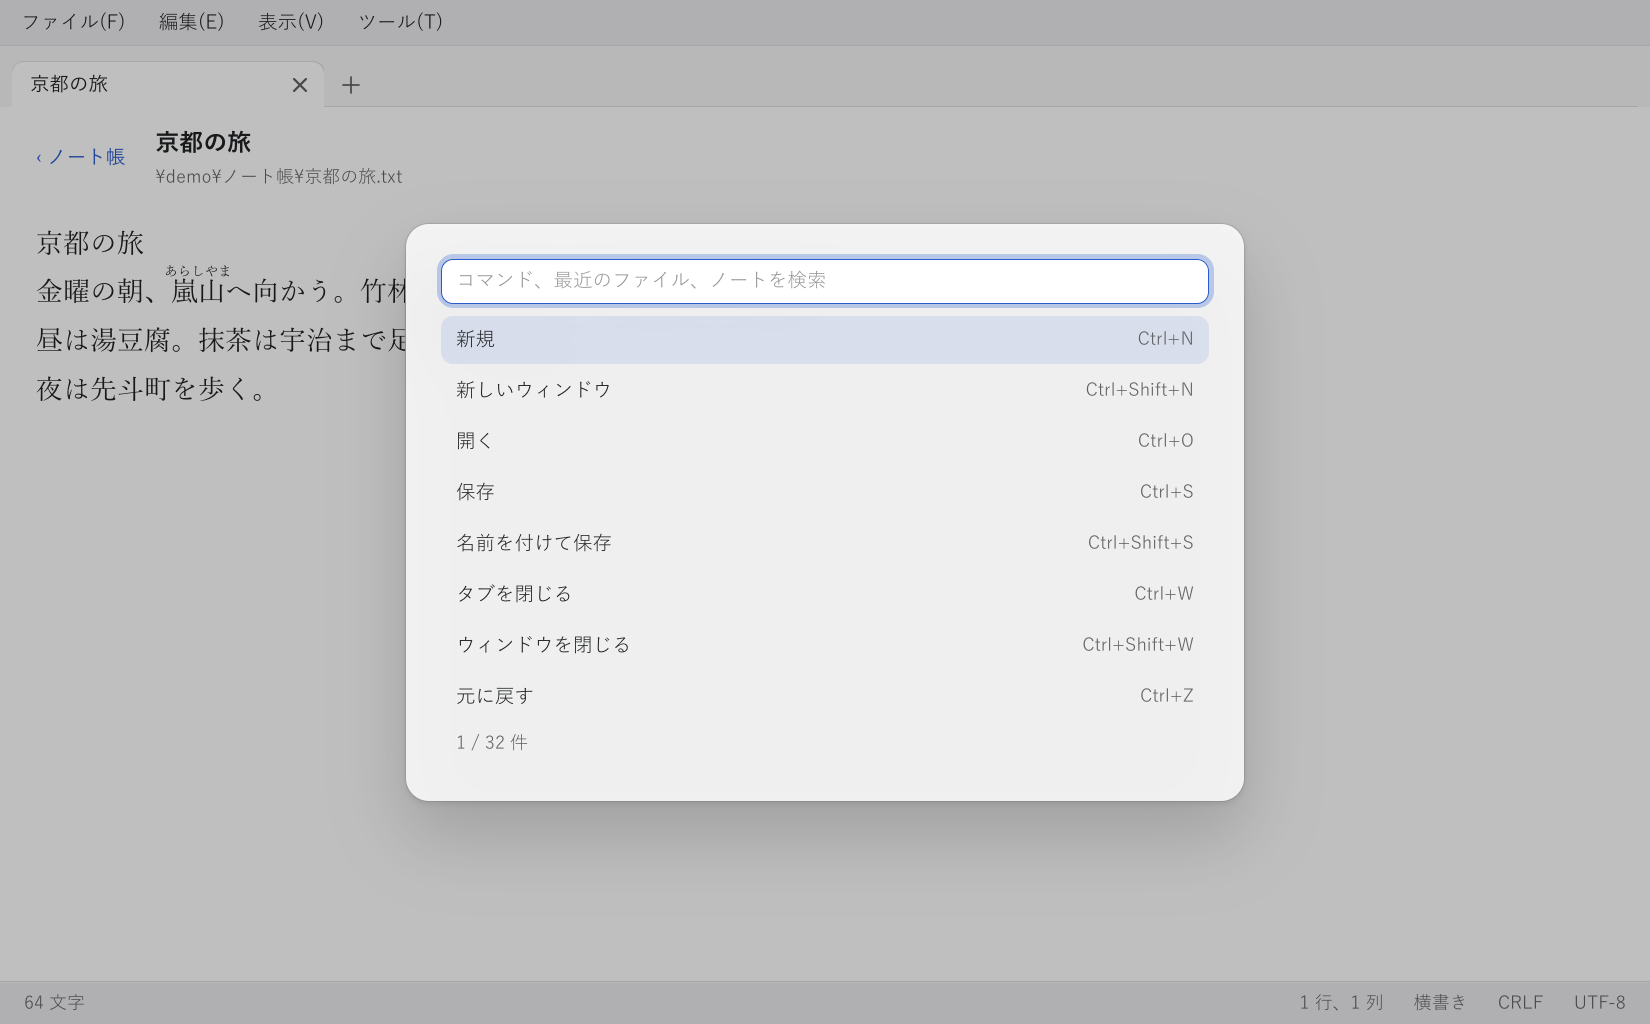 ファイル(F) 編集(E) 表示(V) ツール(T)
京都の旅
‹ ノート帳
京都の旅
¥demo¥ノート帳¥京都の旅.txt
京都の旅
あらしやま
金曜の朝、嵐山へ向かう。竹林
昼は湯豆腐。抹茶は宇治まで足
夜は先斗町を歩く。
コマンド、最近のファイル、ノートを検索
新規 Ctrl+N
新しいウィンドウ Ctrl+Shift+N
開く Ctrl+O
保存 Ctrl+S
名前を付けて保存 Ctrl+Shift+S
タブを閉じる Ctrl+W
ウィンドウを閉じる Ctrl+Shift+W
元に戻す Ctrl+Z
1 / 32 件
64 文字 1 行、1 列 横書き CRLF UTF-8